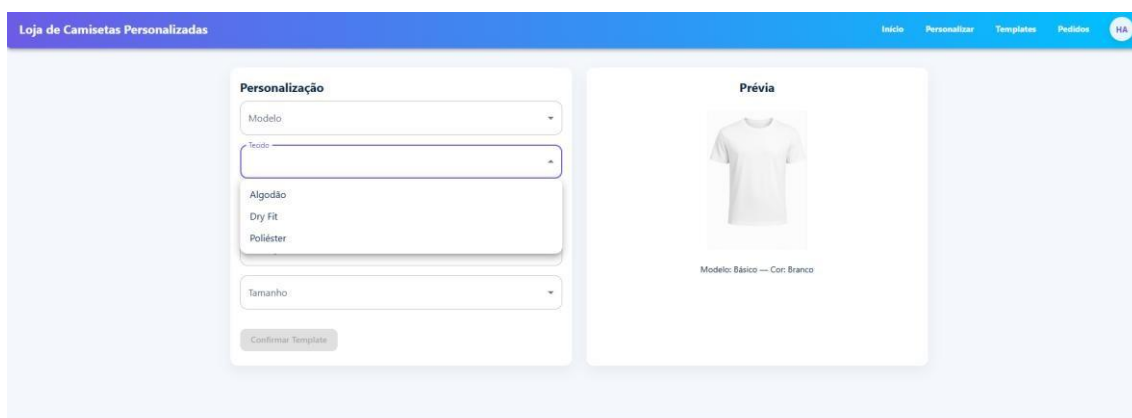 Loja de Camisetas Personalizadas
Início Personalizar Templates Pedidos HA
Personalização
Modelo
Tecido
Algodão
Dry Fit
Poliéster
Tamanho
Confirmar Template
Prévia
Modelo: Básico — Cor: Branco